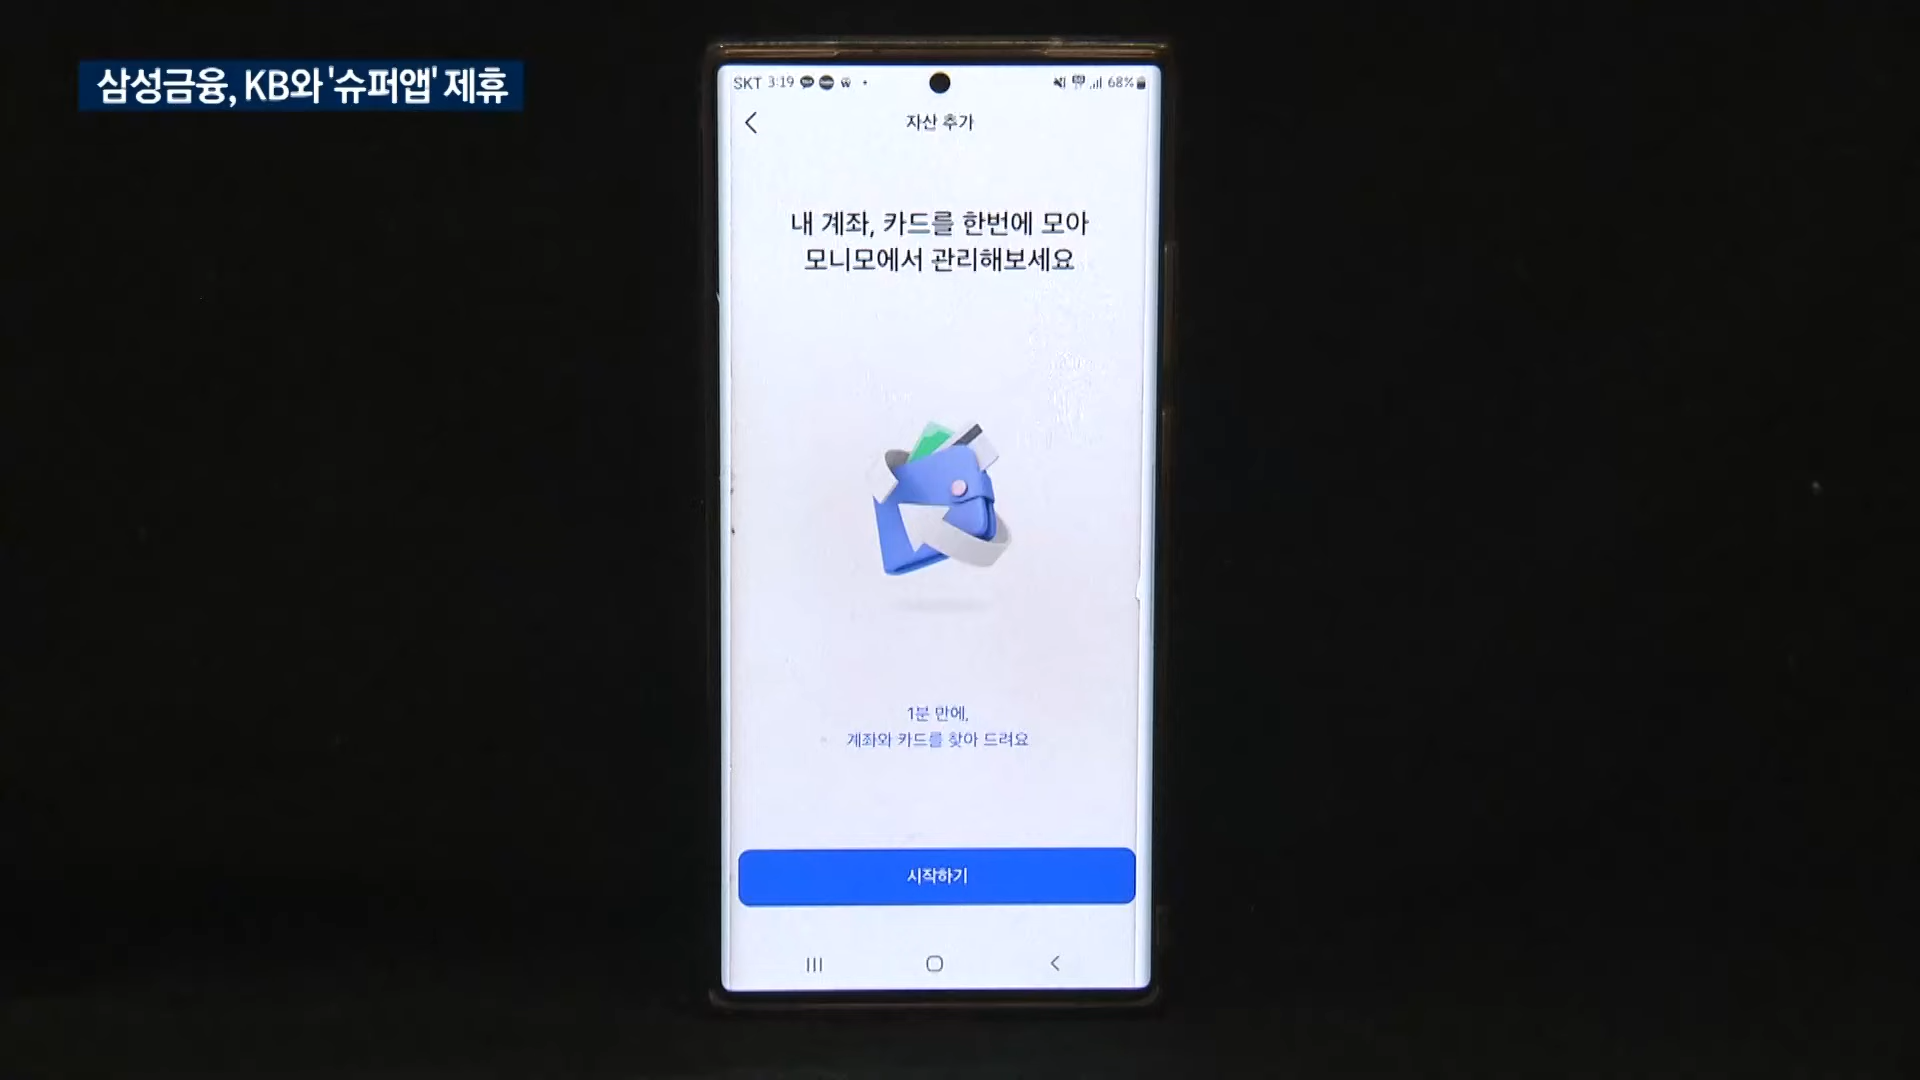 삼성금융, KB와 '슈퍼앱' 제휴
SKT 3:19 68%
자산 추가
내 계좌, 카드를 한번에 모아
모니모에서 관리해보세요
1분 만에,
계좌와 카드를 찾아 드려요
시작하기